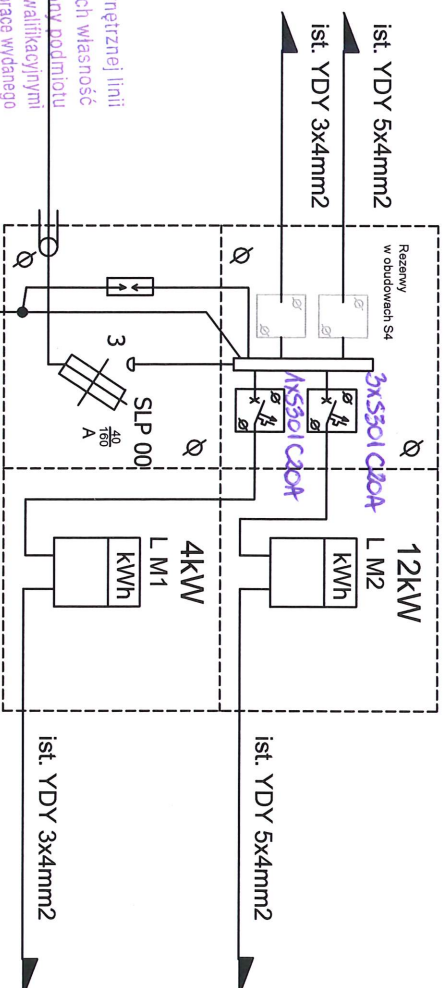 ist. YDY 5x4mm2
ist. YDY 3x4mm2
Rezerwy
w obudowach S4
3xS301 C20A
1xS301 C20A
12kW
L M2
kWh
4kW
L M1
kWh
3
SLP 00
40
160
A
ist. YDY 5x4mm2
ist. YDY 3x4mm2
nętrznej linii
ch własność
ny podmiotu
walifikacyjnymi
race wydanego